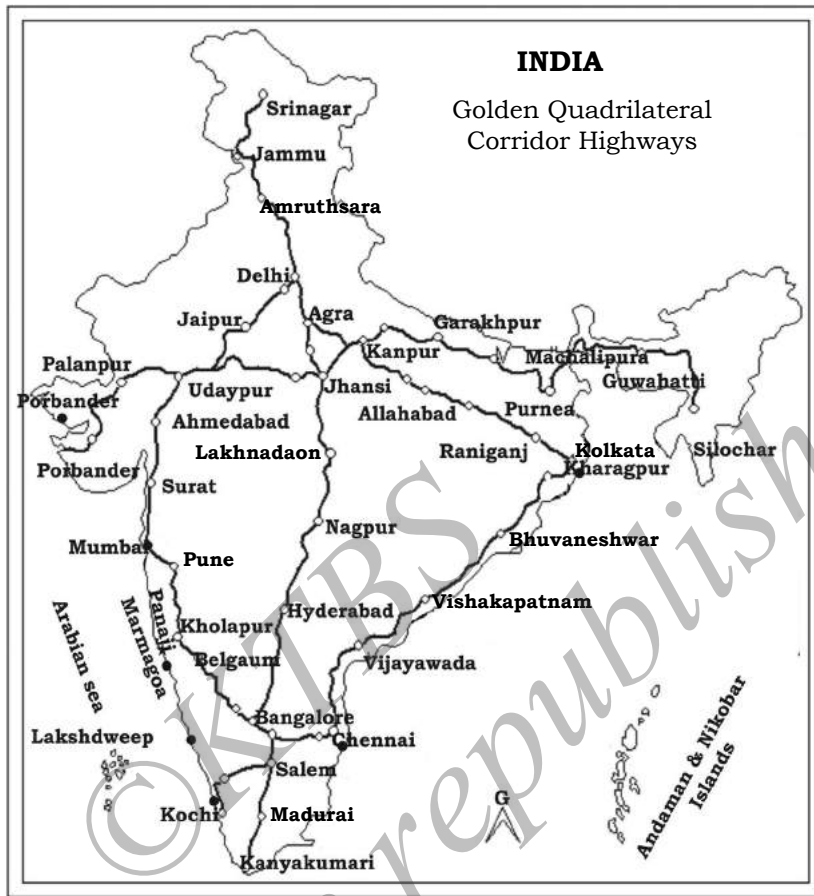 INDIA
Golden Quadrilateral
Corridor Highways
Srinagar
Jammu
Amruthsara
Delhi
Jaipur
Agra
Garakhpur
Kanpur
Machalipura
Palanpur
Udaypur
Jhansi
Guwahatti
Porbander
Allahabad
Purnea
Ahmedabad
Raniganj
Kolkata
Silochar
Lakhnadaon
Kharagpur
Porbander
Surat
Nagpur
Bhuvaneshwar
Mumbai
Pune
Vishakapatnam
Hyderabad
Panaji
Marmagoa
Kholapur
Belgaum
Vijayawada
Arabian sea
Bangalore
Lakshdweep
Chennai
Salem
Andaman & Nikobar
Islands
Kochi
Madurai
G
Kanyakumari
©KTBS
republish